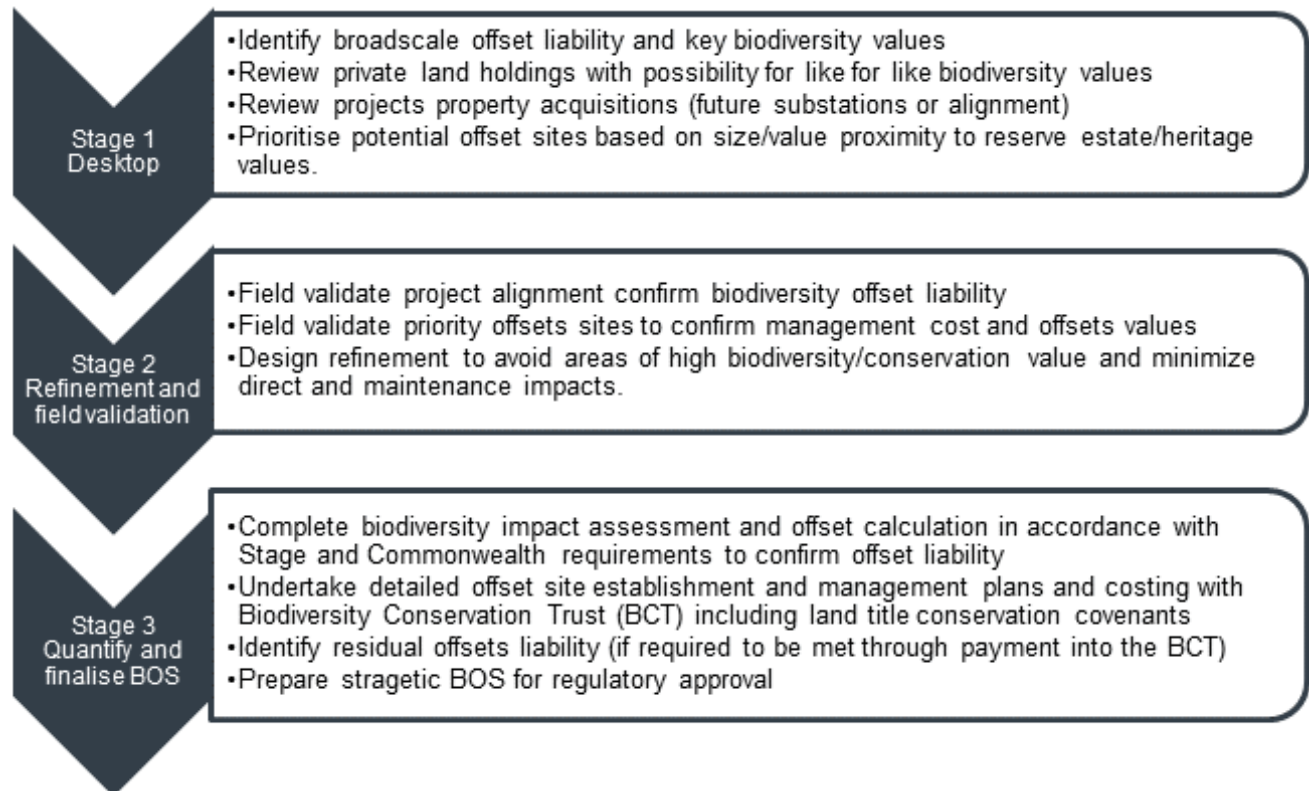 Stage 1
Desktop
•Identify broadscale offset liability and key biodiversity values
•Review private land holdings with possibility for like for like biodiversity values
•Review projects property acquisitions (future substations or alignment)
•Prioritise potential offset sites based on size/value proximity to reserve estate/heritage
values.
Stage 2
Refinement and
field validation
•Field validate project alignment confirm biodiversity offset liability
•Field validate priority offsets sites to confirm management cost and offsets values
•Design refinement to avoid areas of high biodiversity/conservation value and minimize
direct and maintenance impacts.
Stage 3
Quantify and
finalise BOS
•Complete biodiversity impact assessment and offset calculation in accordance with
Stage and Commonwealth requirements to confirm offset liability
•Undertake detailed offset site establishment and management plans and costing with
Biodiversity Conservation Trust (BCT) including land title conservation covenants
•Identify residual offsets liability (if required to be met through payment into the BCT)
•Prepare stragetic BOS for regulatory approval